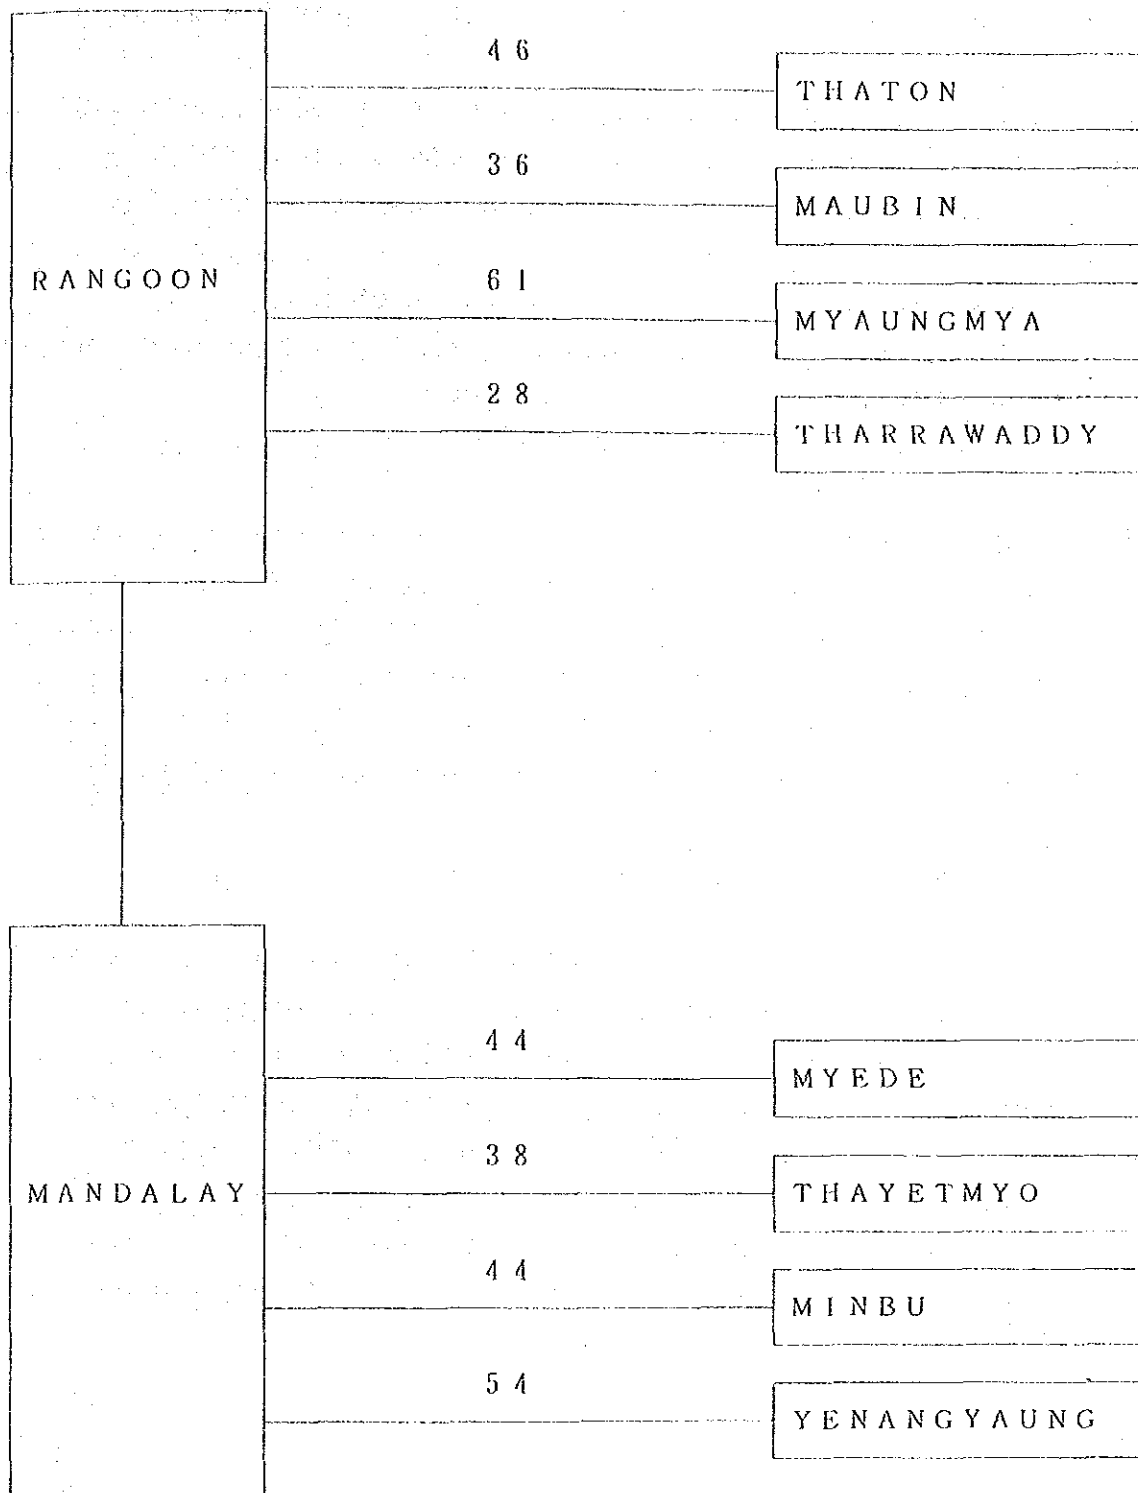 46
THATON
36
MAUBIN
RANGOON
61
MYAUNGMYA
28
THARRAWADDY
44
MYEDE
38
THAYETMYO
MANDALAY
44
MINBU
54
YENANGYAUNG